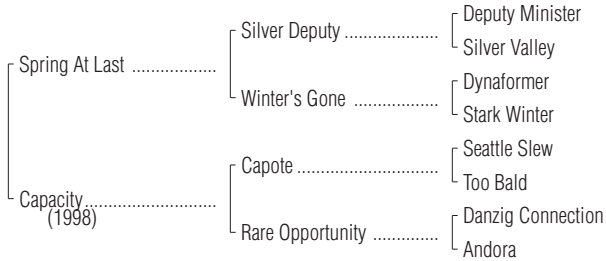 Deputy Minister
Silver Deputy ....................
Silver Valley
Spring At Last ..................
Dynaformer
Winter's Gone ..................
Stark Winter
Seattle Slew
Capote ..............................
Too Bald
Capacity............................
(1998)
Danzig Connection
Rare Opportunity ..............
Andora